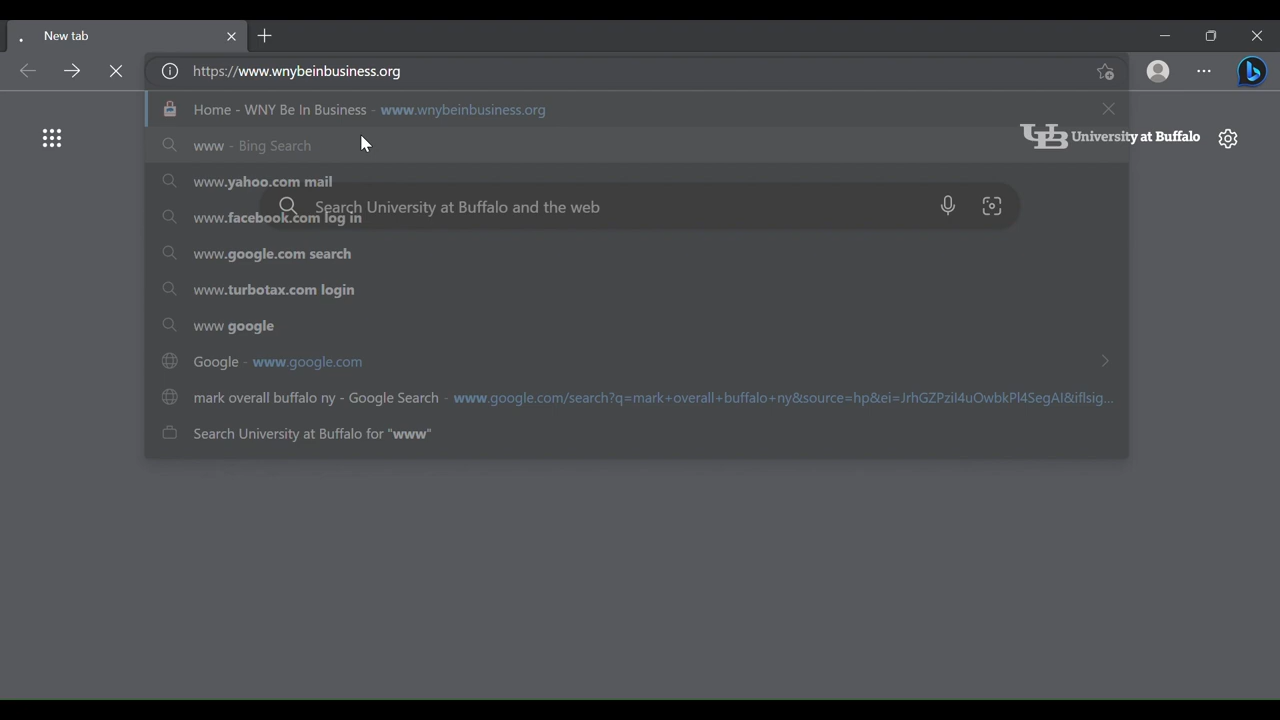 New tab
https://www.wnybeinbusiness.org
Home - WNY Be In Business - www.wnybeinbusiness.org
UB University at Buffalo
www - Bing Search
www.yahoo.com mail
Search University at Buffalo and the web
www.facebook.com log in
www.google.com search
www.turbotax.com login
www google
Google - www.google.com
mark overall buffalo ny - Google Search - www.google.com/search?q=mark+overall+buffalo+ny&source=hp&ei=JrhGZPzil4uOwbkPl4SegAI&iflsig...
Search University at Buffalo for "www"